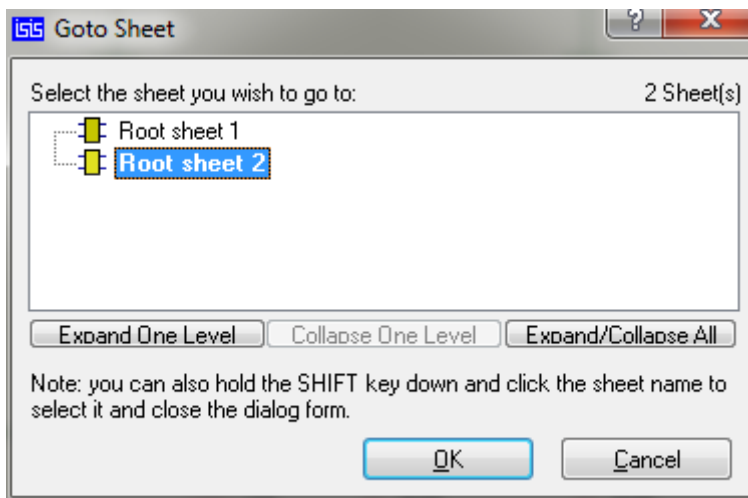 isis Goto Sheet
? X
Select the sheet you wish to go to: 2 Sheet(s)
Root sheet 1
Root sheet 2
Expand One Level Collapse One Level Expand/Collapse All
Note: you can also hold the SHIFT key down and click the sheet name to
select it and close the dialog form.
OK Cancel